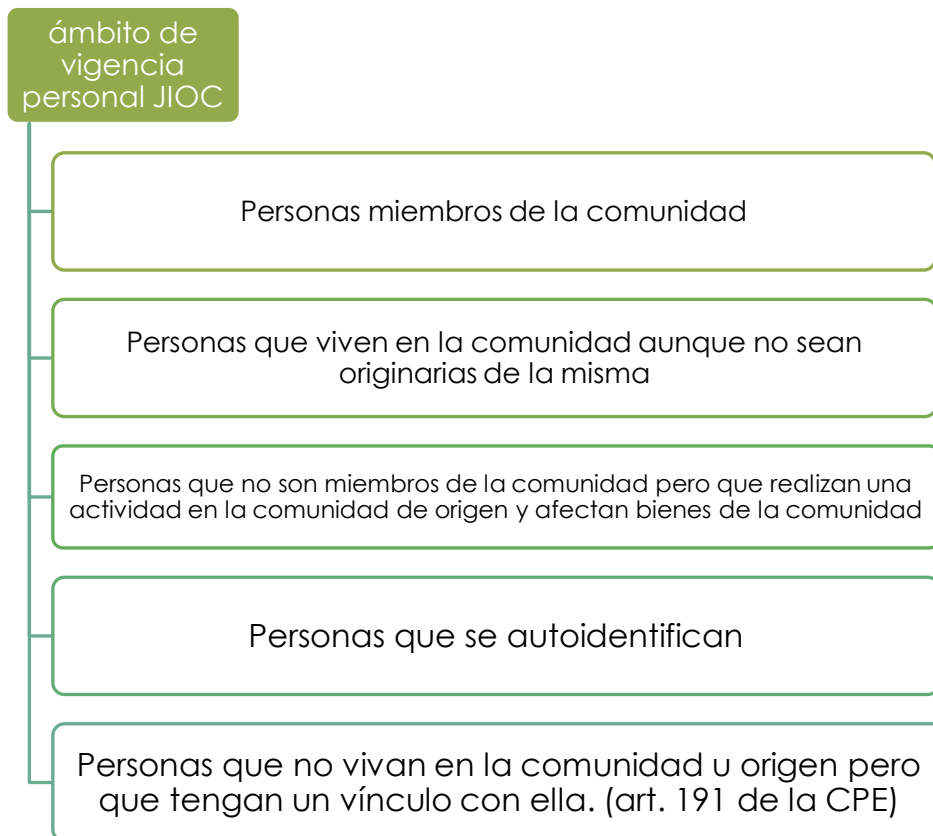 ámbito de
vigencia
personal JIOC
Personas miembros de la comunidad
Personas que viven en la comunidad aunque no sean
originarias de la misma
Personas que no son miembros de la comunidad pero que realizan una
actividad en la comunidad de origen y afectan bienes de la comunidad
Personas que se autoidentifican
Personas que no vivan en la comunidad u origen pero
que tengan un vínculo con ella. (art. 191 de la CPE)